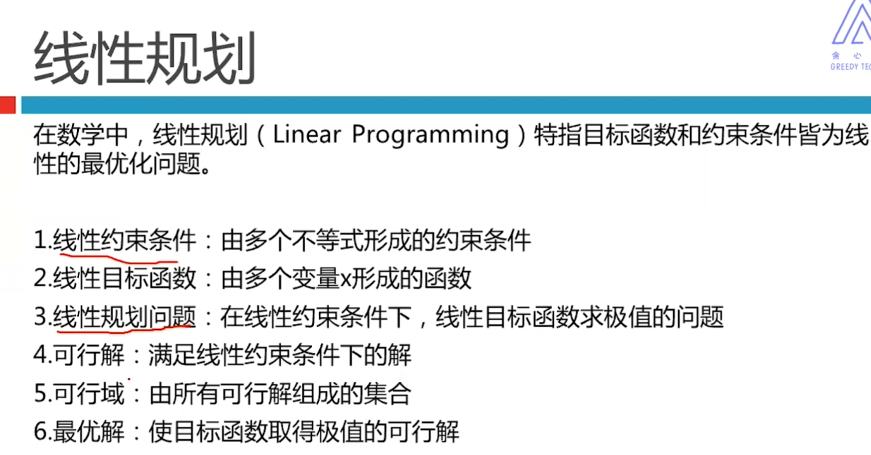 线性规划
贪 心
GREEDY TEC
在数学中，线性规划（Linear Programming）特指目标函数和约束条件皆为线
性的最优化问题。
1.线性约束条件：由多个不等式形成的约束条件
2.线性目标函数：由多个变量x形成的函数
3.线性规划问题：在线性约束条件下，线性目标函数求极值的问题
4.可行解：满足线性约束条件下的解
5.可行域：由所有可行解组成的集合
6.最优解：使目标函数取得极值的可行解